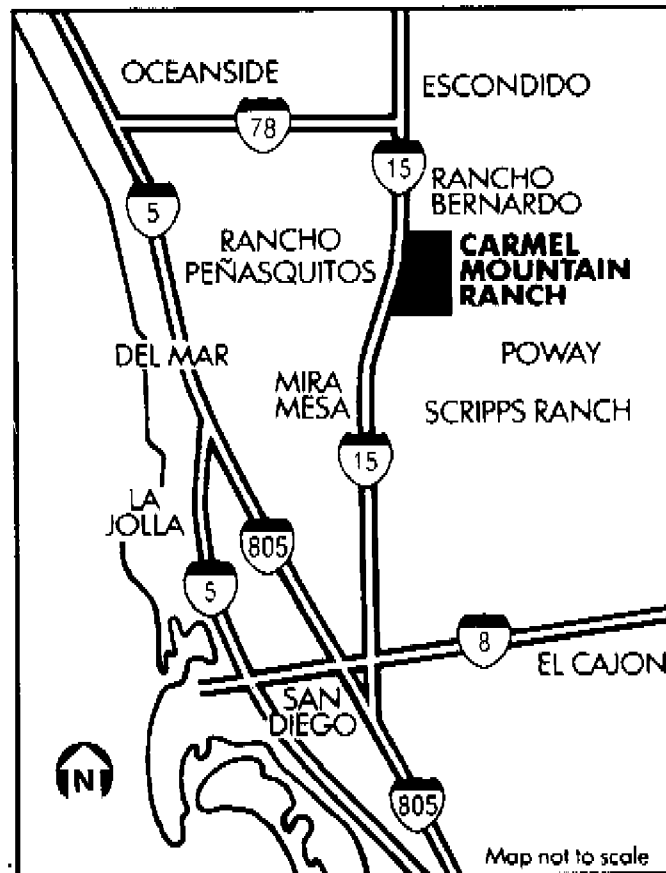 OCEANSIDE
ESCONDIDO
78
15
RANCHO
BERNARDO
5
RANCHO
PEÑASQUITOS
CARMEL
MOUNTAIN
RANCH
DEL MAR
POWAY
MIRA
MESA
SCRIPPS RANCH
15
LA
JOLLA
805
5
8
EL CAJON
SAN
DIEGO
N
805
Map not to scale